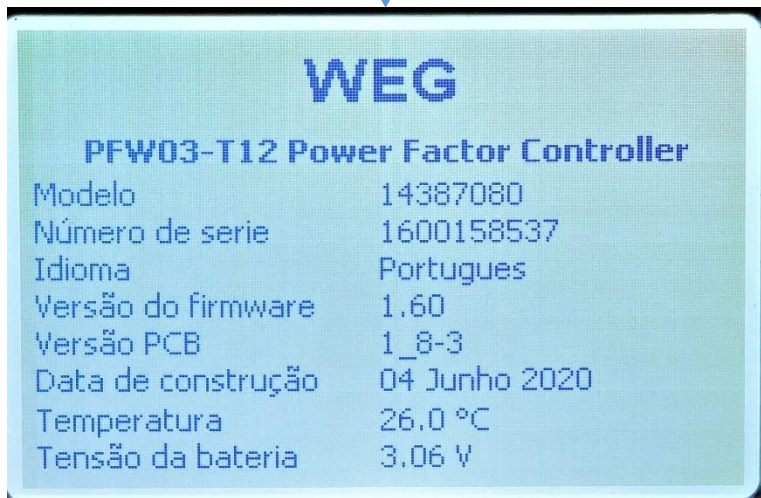 WEG
PFW03-T12 Power Factor Controller
Modelo 14387080
Número de serie 1600158537
Idioma Portugues
Versão do firmware 1.60
Versão PCB 1_8-3
Data de construção 04 Junho 2020
Temperatura 26.0 °C
Tensão da bateria 3.06 V